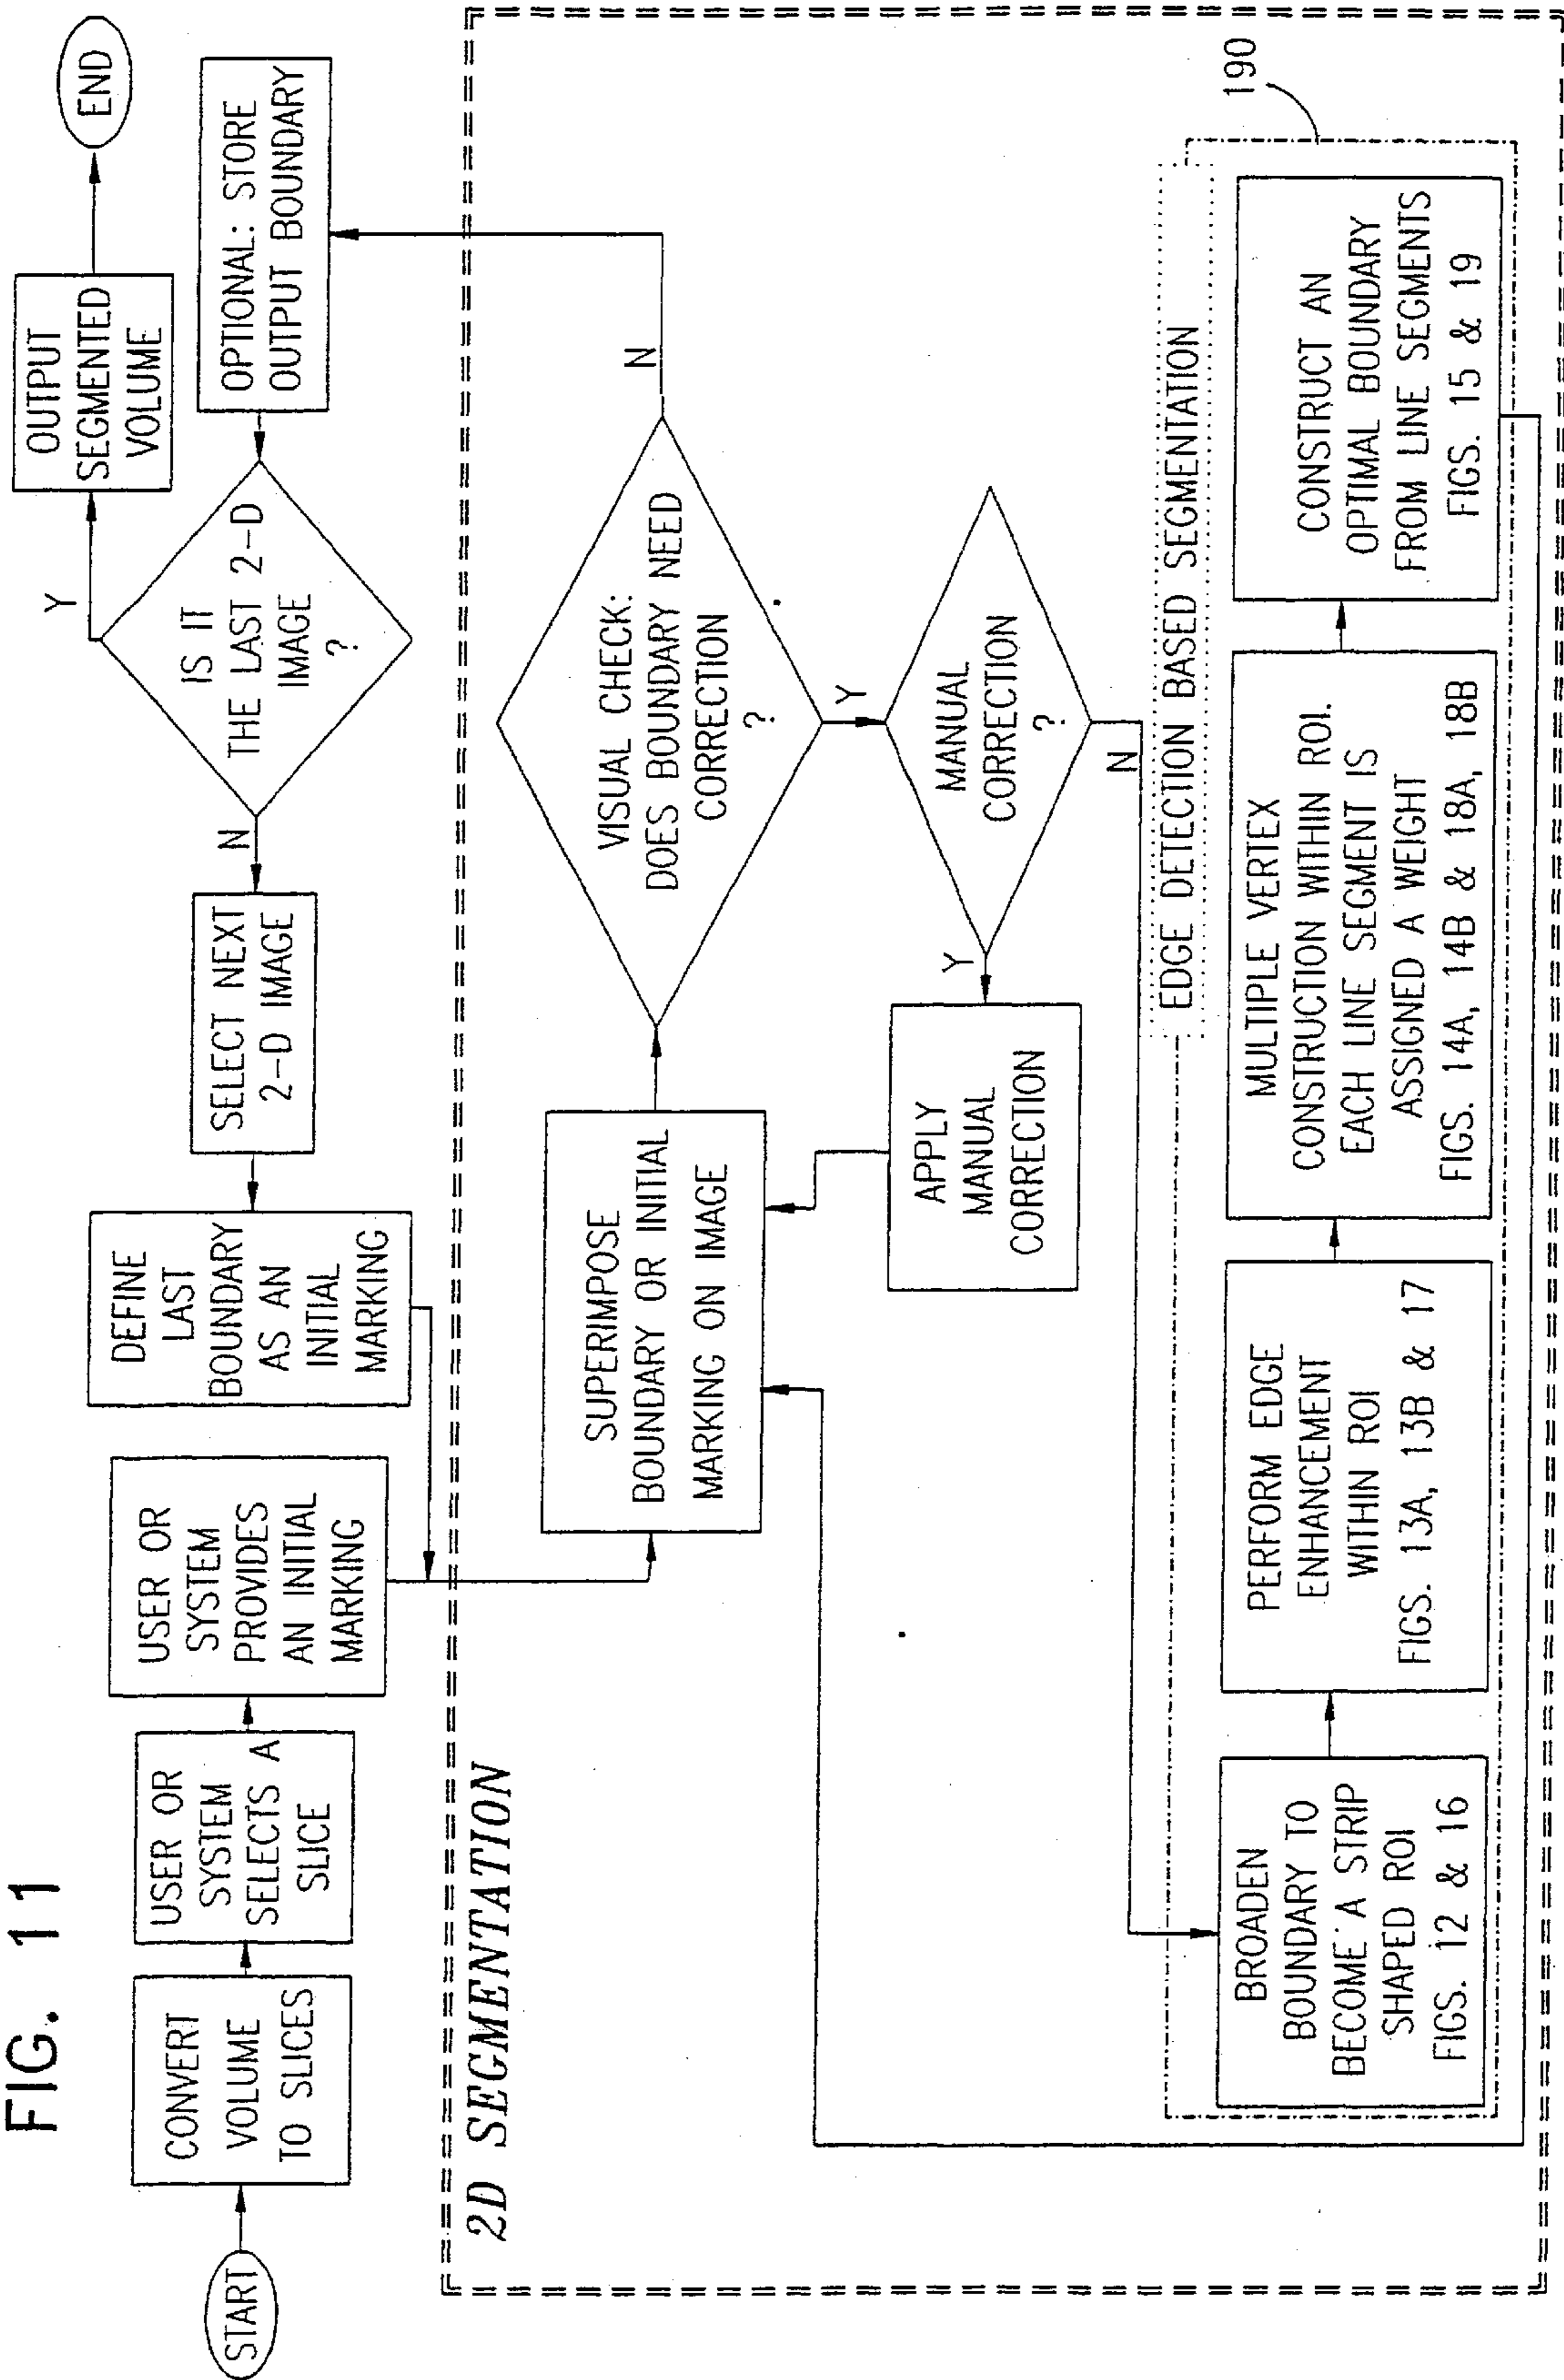 FIG. 11
START
CONVERT
VOLUME
TO SLICES
USER OR
SYSTEM
SELECTS A
SLICE
USER OR
SYSTEM
PROVIDES
AN INITIAL
MARKING
DEFINE
LAST
BOUNDARY
AS AN
INITIAL
MARKING
SELECT NEXT
2-D IMAGE
N
IS IT
THE LAST 2-D
IMAGE
?
Y
OUTPUT
SEGMENTED
VOLUME
END
OPTIONAL: STORE
OUTPUT BOUNDARY
2D SEGMENTATION
SUPERIMPOSE
BOUNDARY OR INITIAL
MARKING ON IMAGE
VISUAL CHECK:
DOES BOUNDARY NEED
CORRECTION
?
N
Y
MANUAL
CORRECTION
?
Y
N
APPLY
MANUAL
CORRECTION
EDGE DETECTION BASED SEGMENTATION
190
BROADEN
BOUNDARY TO
BECOME A STRIP
SHAPED ROI
FIGS. 12 & 16
PERFORM EDGE
ENHANCEMENT
WITHIN ROI
FIGS. 13A, 13B & 17
MULTIPLE VERTEX
CONSTRUCTION WITHIN ROI.
EACH LINE SEGMENT IS
ASSIGNED A WEIGHT
FIGS. 14A, 14B & 18A, 18B
CONSTRUCT AN
OPTIMAL BOUNDARY
FROM LINE SEGMENTS
FIGS. 15 & 19